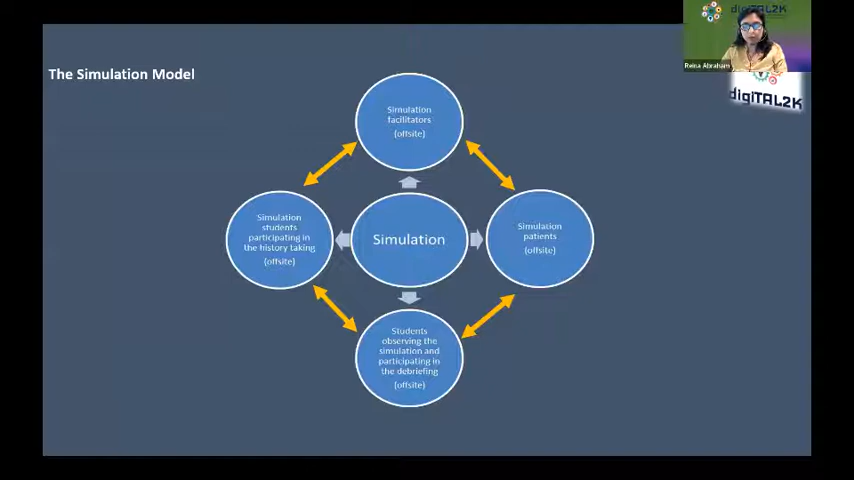 digiTAL2K
Reina Abraham
digiTAL2K
The Simulation Model
Simulation
facilitators
(offsite)
Simulation
students
participating in
the history taking
(offsite)
Simulation
Simulation
patients
(offsite)
Students
observing the
simulation and
participating in
the debriefing
(offsite)